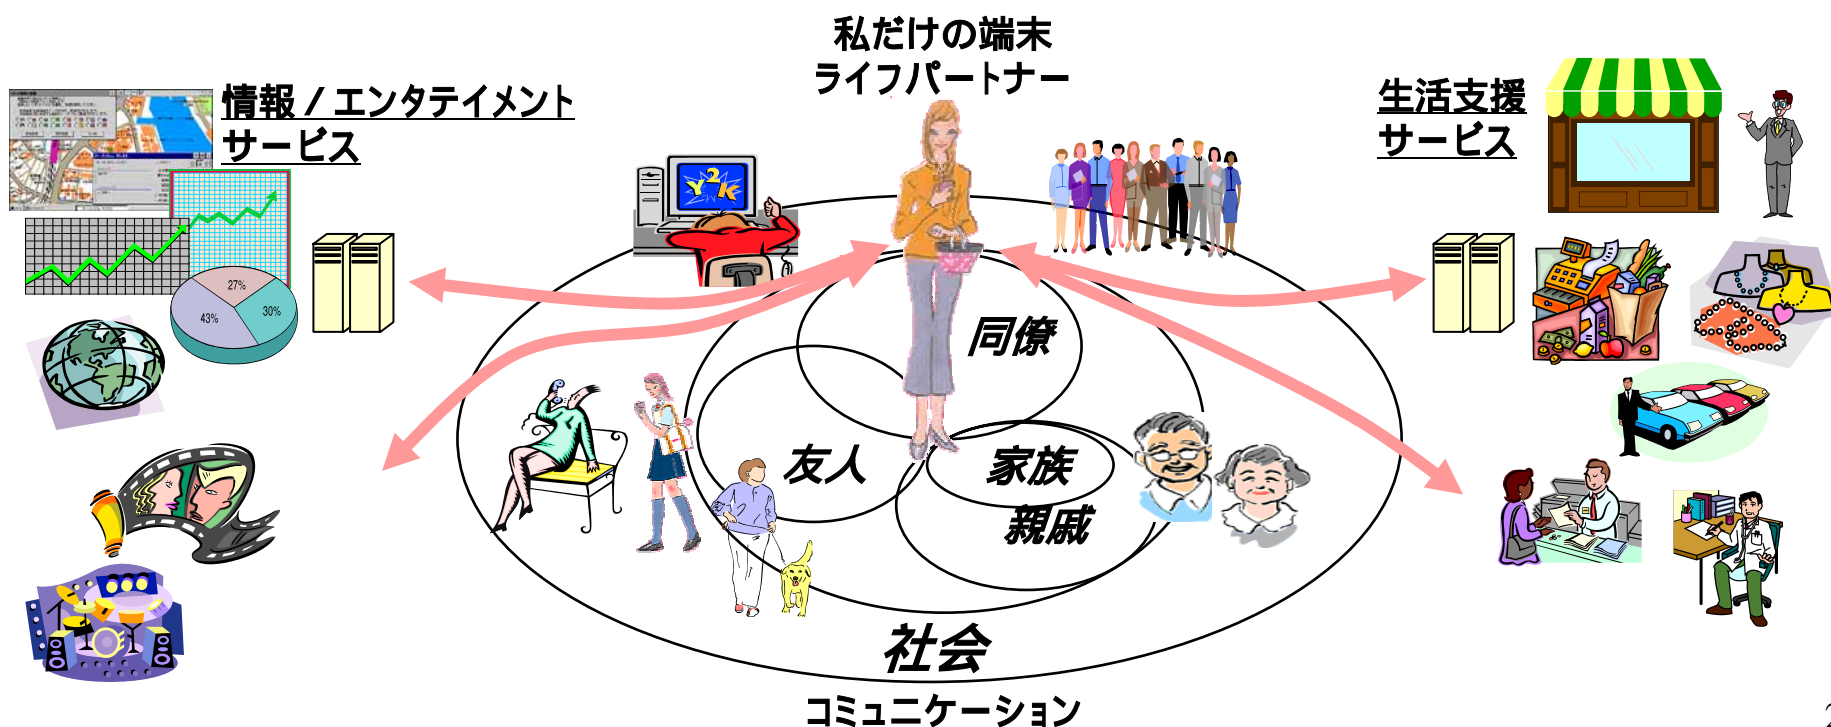 私だけの端末
ライフパートナー
情報／エンタテイメント
サービス
生活支援
サービス
Y2K
27%
43%
30%
同僚
友人
家族
親戚
社会
コミュニケーション
2